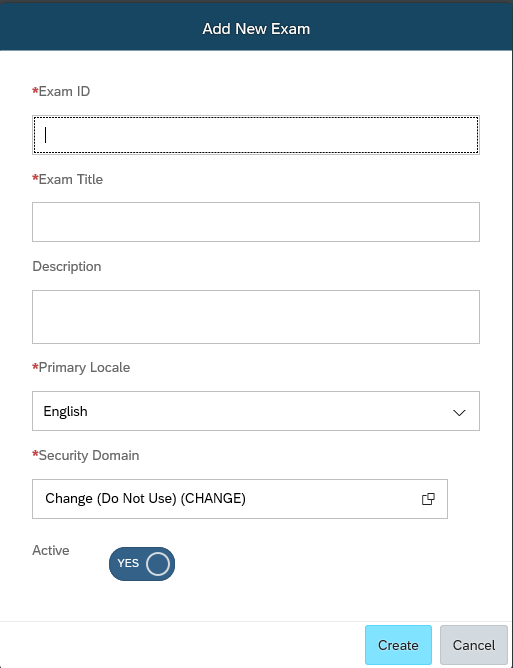 Add New Exam
*Exam ID
*Exam Title
Description
*Primary Locale
English
*Security Domain
Change (Do Not Use) (CHANGE)
Active
YES
Create
Cancel